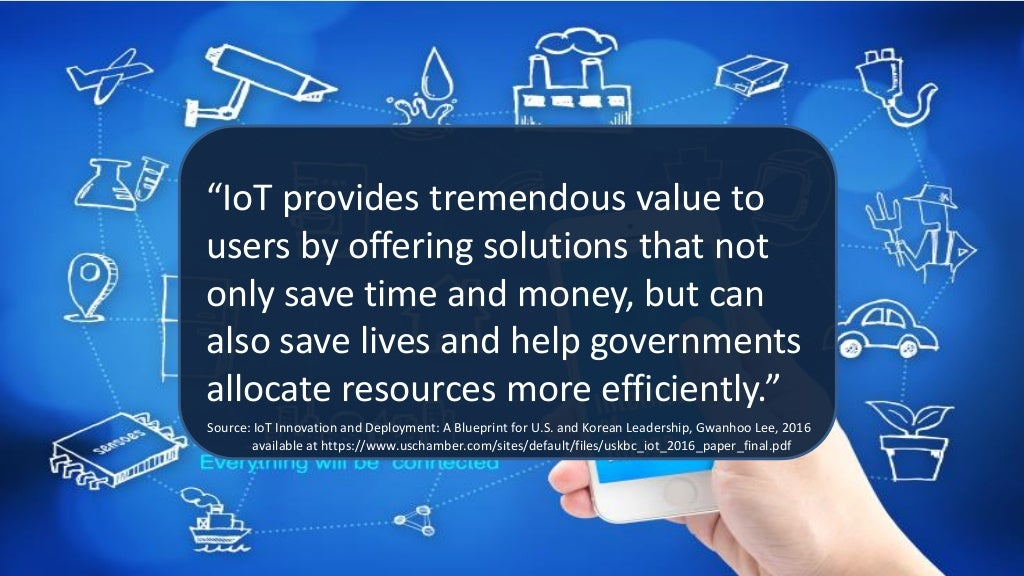 “IoT provides tremendous value to
users by offering solutions that not
only save time and money, but can
also save lives and help governments
allocate resources more efficiently.”
Source: IoT Innovation and Deployment: A Blueprint for U.S. and Korean Leadership, Gwanhoo Lee, 2016
available at https://www.uschamber.com/sites/default/files/uskbc_iot_2016_paper_final.pdf
senoses
Everything will be connected